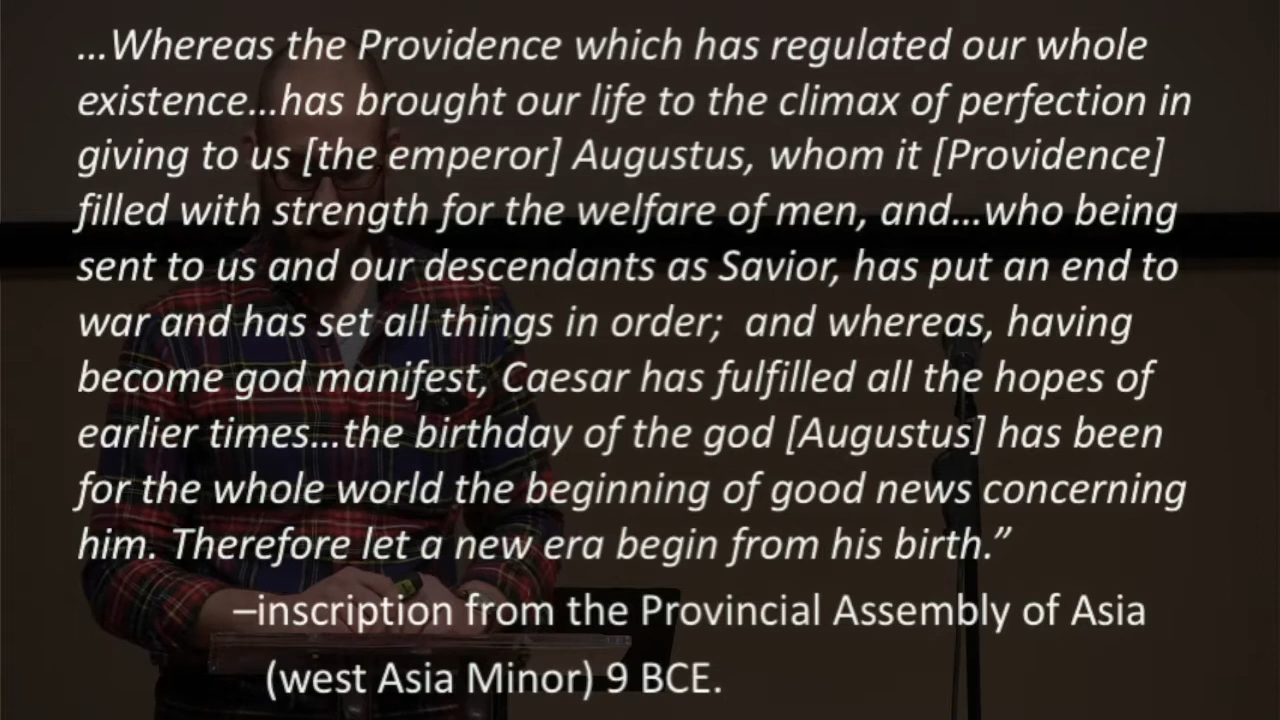 ...Whereas the Providence which has regulated our whole
existence...has brought our life to the climax of perfection in
giving to us [the emperor] Augustus, whom it [Providence]
filled with strength for the welfare of men, and...who being
sent to us and our descendants as Savior, has put an end to
war and has set all things in order;  and whereas, having
become god manifest, Caesar has fulfilled all the hopes of
earlier times...the birthday of the god [Augustus] has been
for the whole world the beginning of good news concerning
him. Therefore let a new era begin from his birth.”
–inscription from the Provincial Assembly of Asia
(west Asia Minor) 9 BCE.